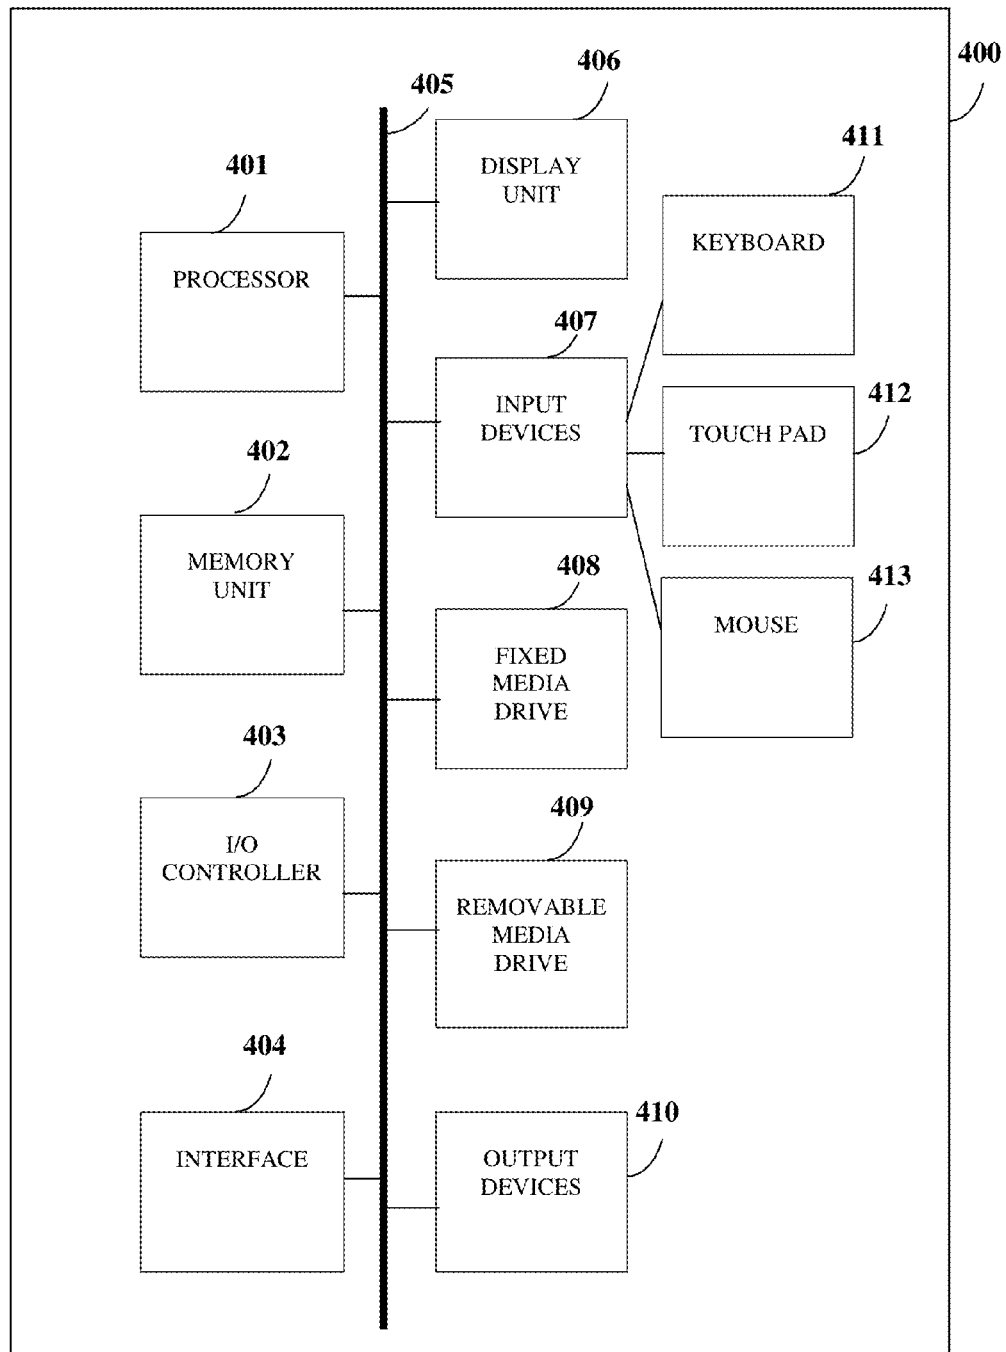 400
405
406
401
411
DISPLAY
UNIT
PROCESSOR
KEYBOARD
407
412
INPUT
DEVICES
TOUCH PAD
402
MEMORY
UNIT
408
413
MOUSE
FIXED
MEDIA
DRIVE
403
409
I/O
CONTROLLER
REMOVABLE
MEDIA
DRIVE
404
410
INTERFACE
OUTPUT
DEVICES